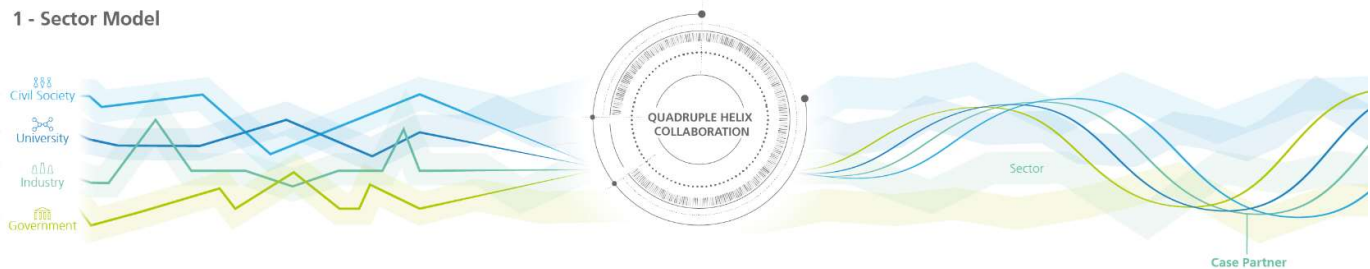 1 - Sector Model
Civil Society
University
Industry
Government
QUADRUPLE HELIX
COLLABORATION
Sector
Case Partner